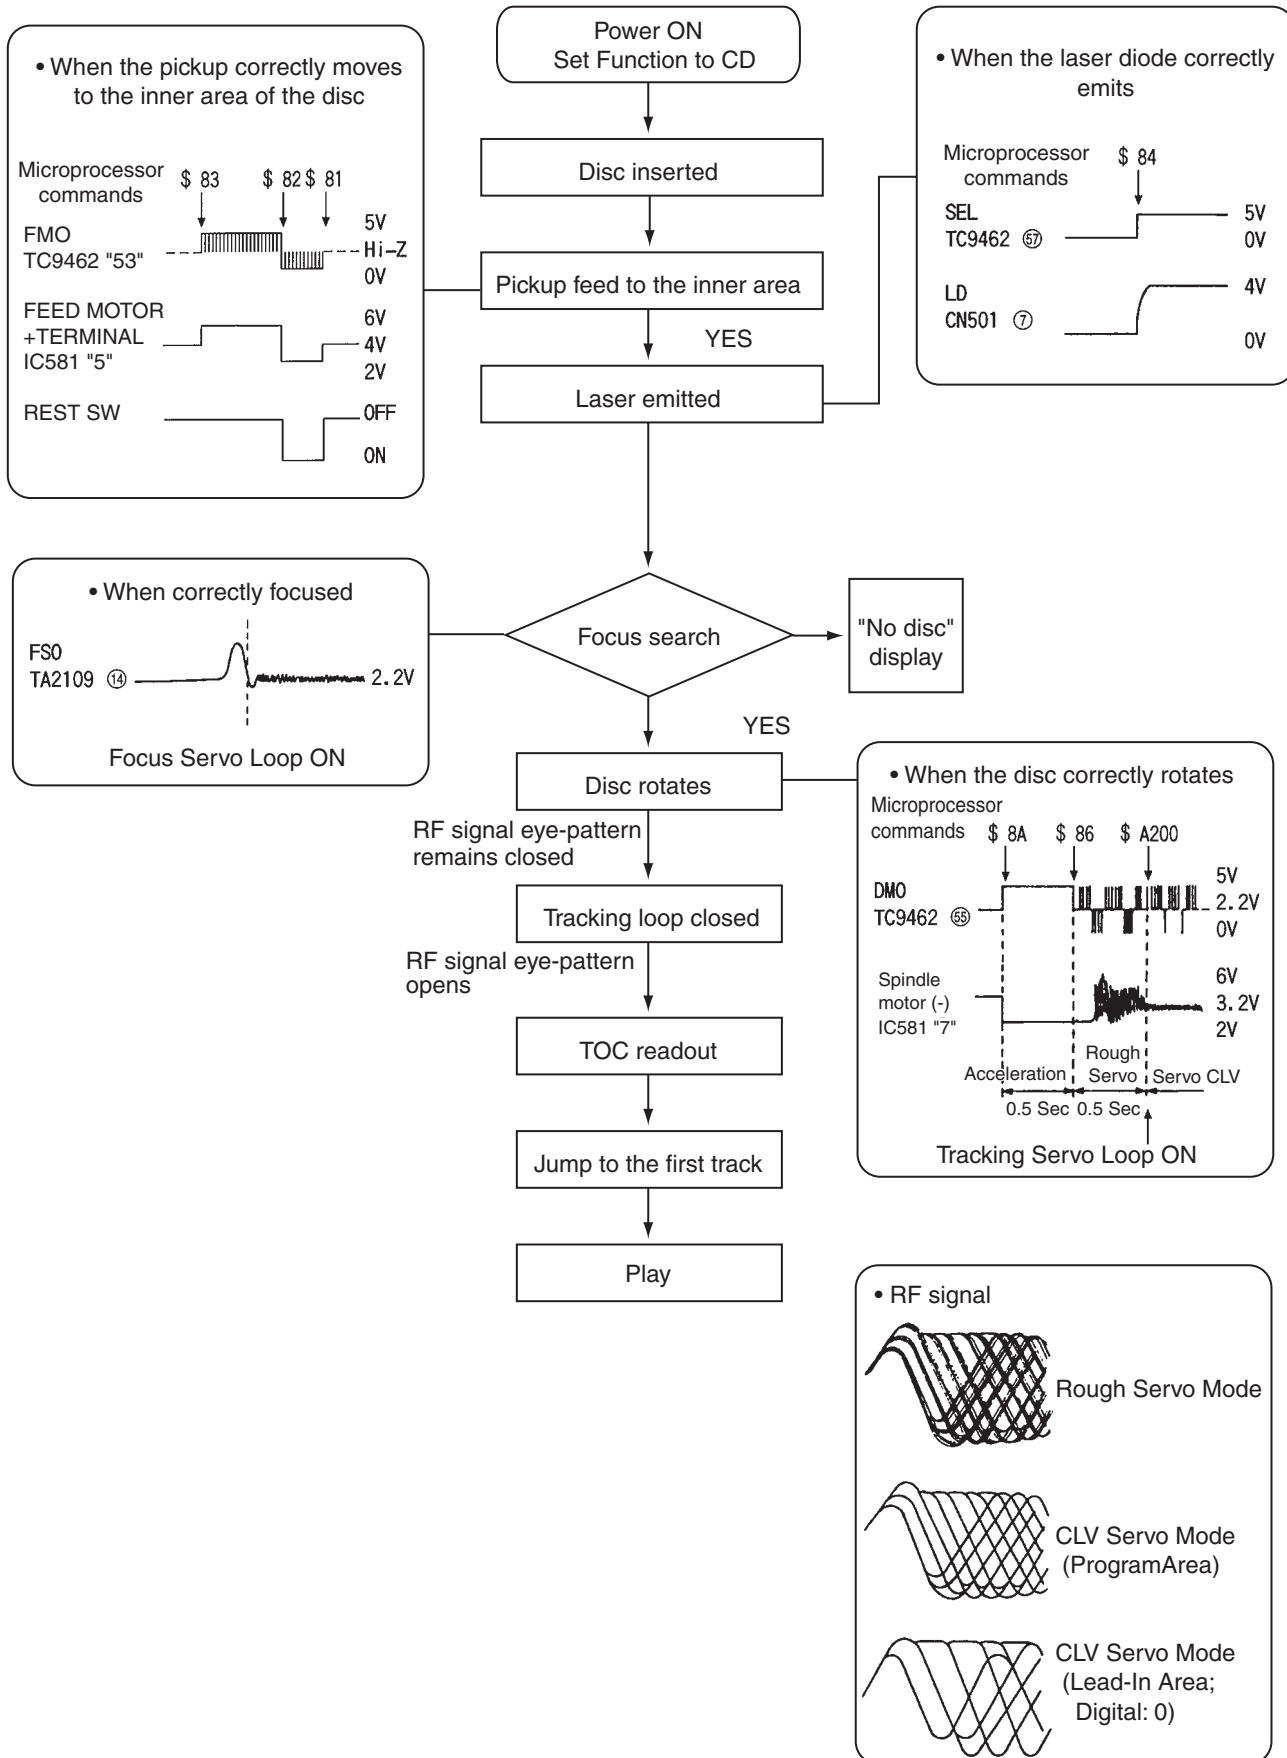 Power ON
Set Function to CD
• When the pickup correctly moves
to the inner area of the disc
Microprocessor
commands
$ 83
$ 82
$ 81
FMO
TC9462 "53"
5V
Hi-Z
0V
FEED MOTOR
+TERMINAL
IC581 "5"
6V
4V
2V
REST SW
OFF
ON
Disc inserted
Pickup feed to the inner area
YES
Laser emitted
• When the laser diode correctly
emits
Microprocessor
commands
$ 84
SEL
TC9462 57
5V
0V
LD
CN501 7
4V
0V
• When correctly focused
FSO
TA2109 14
2.2V
Focus Servo Loop ON
Focus search
"No disc"
display
YES
Disc rotates
RF signal eye-pattern
remains closed
Tracking loop closed
RF signal eye-pattern
opens
TOC readout
Jump to the first track
Play
• When the disc correctly rotates
Microprocessor
commands
$ 8A
$ 86
$ A200
DMO
TC9462 55
5V
2.2V
0V
Spindle
motor (-)
IC581 "7"
6V
3.2V
2V
Acceleration
Rough
Servo
Servo CLV
0.5 Sec
0.5 Sec
Tracking Servo Loop ON
• RF signal
Rough Servo Mode
CLV Servo Mode
(ProgramArea)
CLV Servo Mode
(Lead-In Area;
Digital: 0)